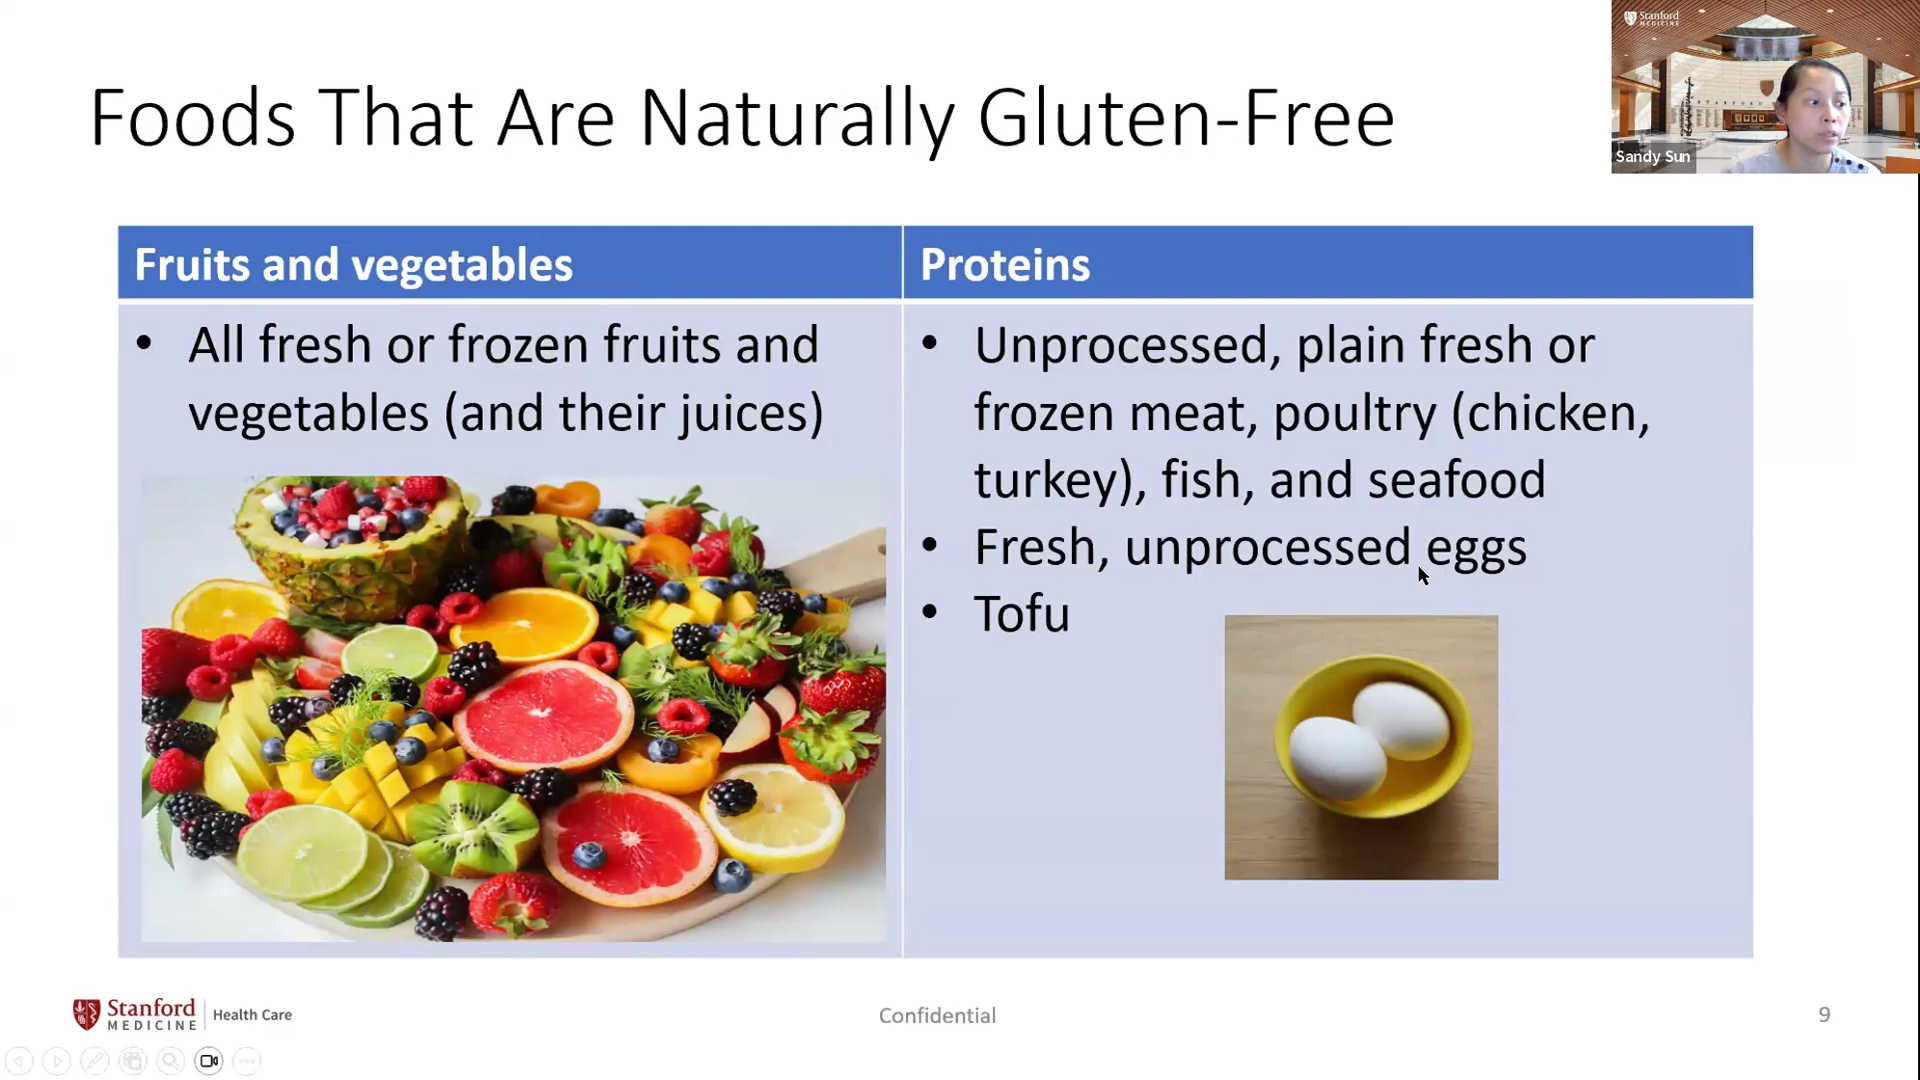 Stanford
MEDICINE
Sandy Sun
Foods That Are Naturally Gluten-Free
Fruits and vegetables
• All fresh or frozen fruits and
vegetables (and their juices)
Proteins
• Unprocessed, plain fresh or
frozen meat, poultry (chicken,
turkey), fish, and seafood
• Fresh, unprocessed eggs
• Tofu
Stanford
MEDICINE
Health Care
Confidential
9